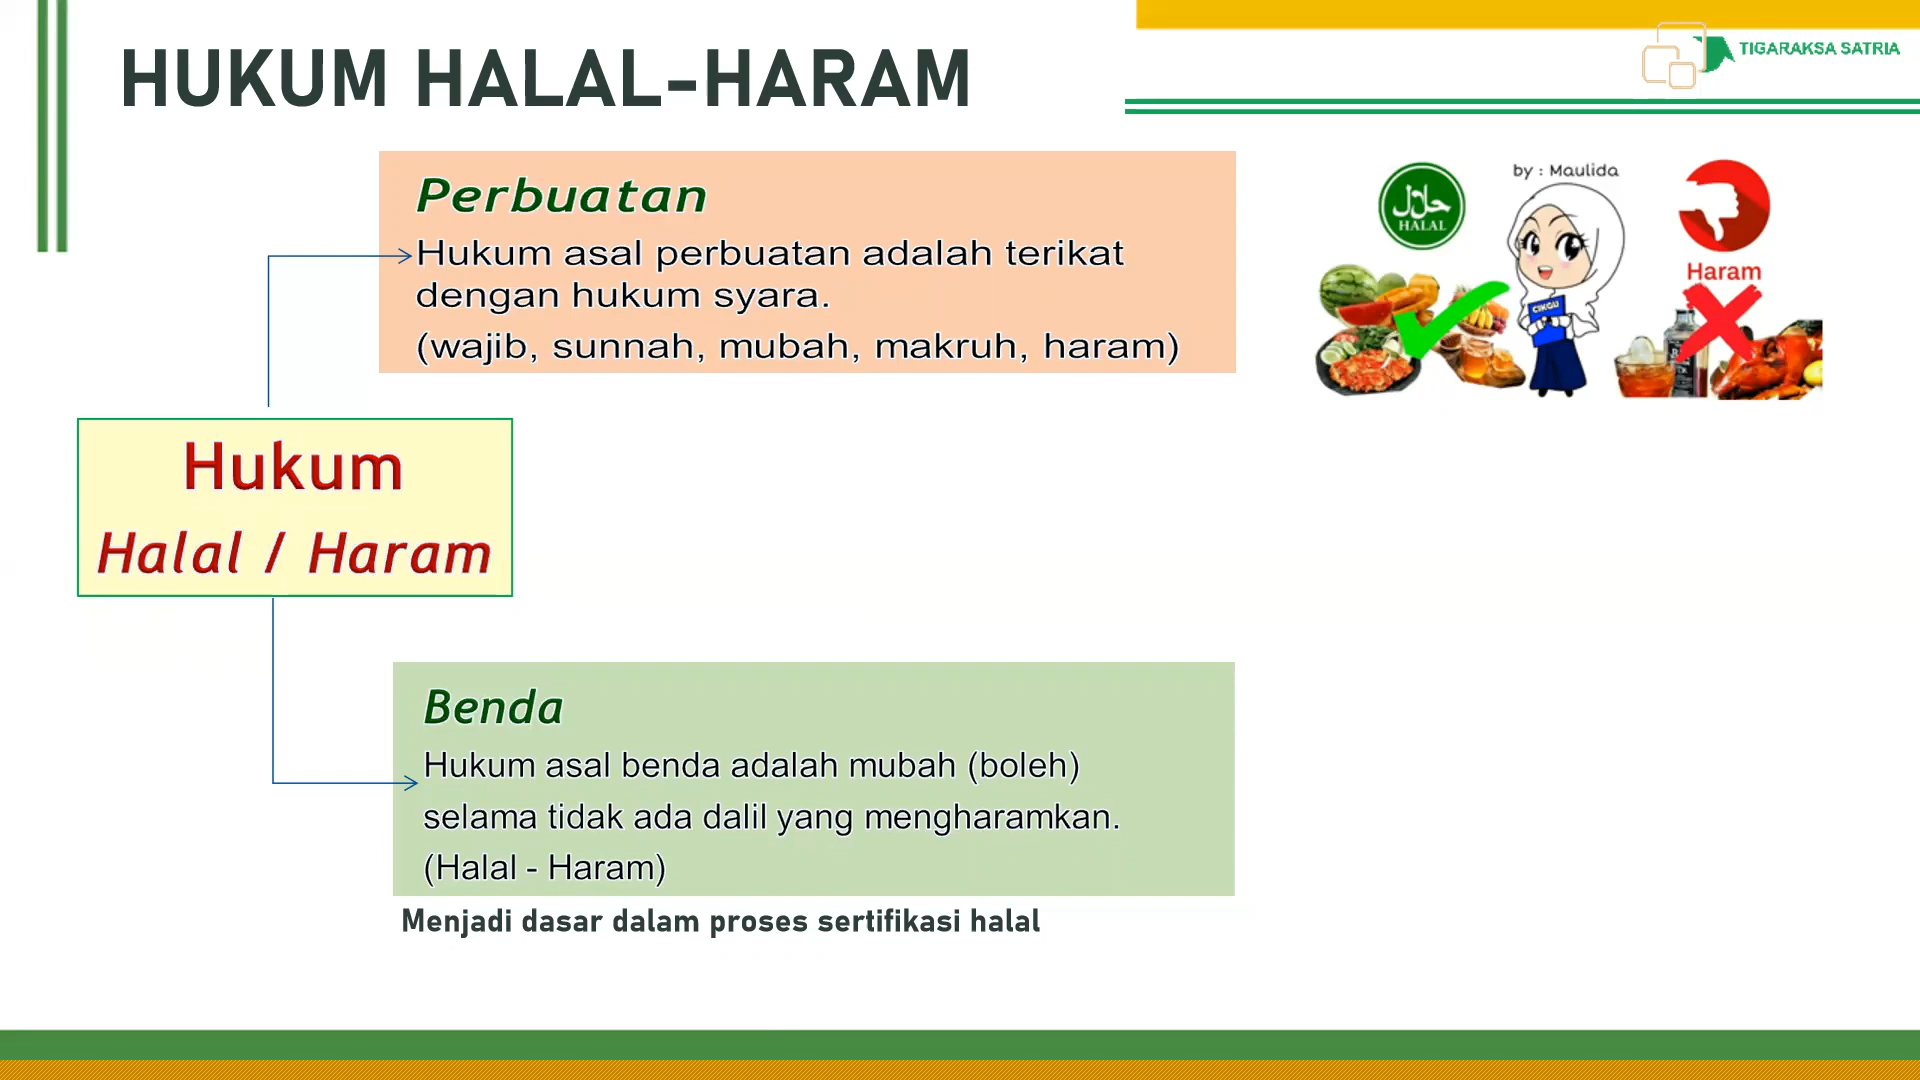 HUKUM HALAL-HARAM
TIGARAKSA SATRIA
Perbuatan
Hukum asal perbuatan adalah terikat
dengan hukum syara.
(wajib, sunnah, mubah, makruh, haram)
by : Maulida
حلال
HALAL
Haram
CIKGU
Hukum
Halal / Haram
Benda
Hukum asal benda adalah mubah (boleh)
selama tidak ada dalil yang mengharamkan.
(Halal - Haram)
Menjadi dasar dalam proses sertifikasi halal